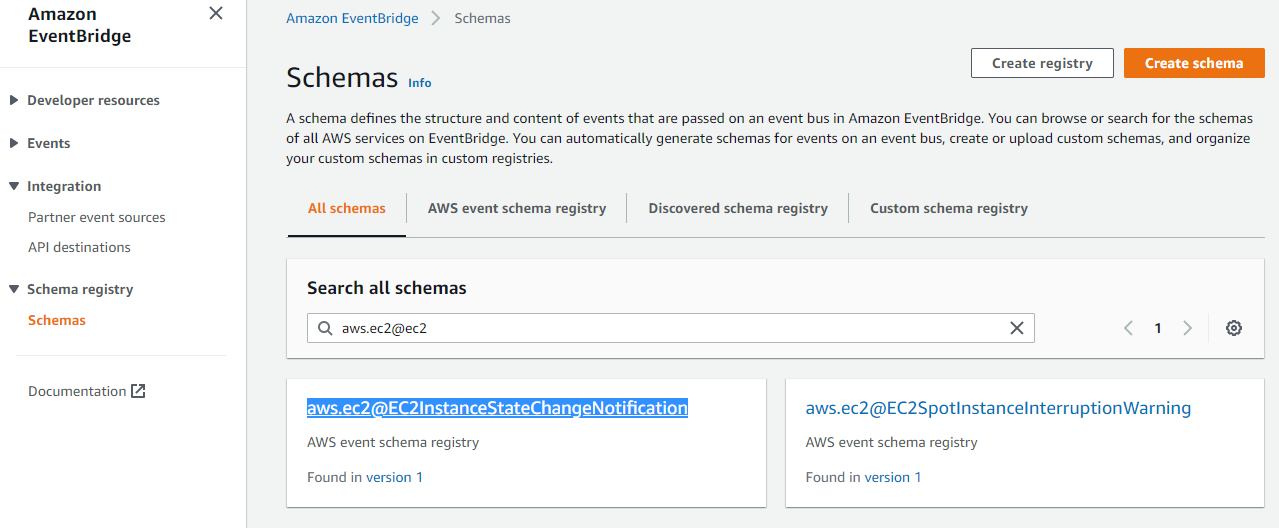 Amazon
EventBridge
Developer resources
Events
Integration
Partner event sources
API destinations
Schema registry
Schemas
Documentation
Amazon EventBridge
Schemas
Schemas
Info
Create registry
Create schema
A schema defines the structure and content of events that are passed on an event bus in Amazon EventBridge. You can browse or search for the schemas
of all AWS services on EventBridge. You can automatically generate schemas for events on an event bus, create or upload custom schemas, and organize
your custom schemas in custom registries.
All schemas
AWS event schema registry
Discovered schema registry
Custom schema registry
Search all schemas
aws.ec2@ec2
1
aws.ec2@EC2InstanceStateChangeNotification
AWS event schema registry
Found in version 1
aws.ec2@EC2SpotInstanceInterruptionWarning
AWS event schema registry
Found in version 1